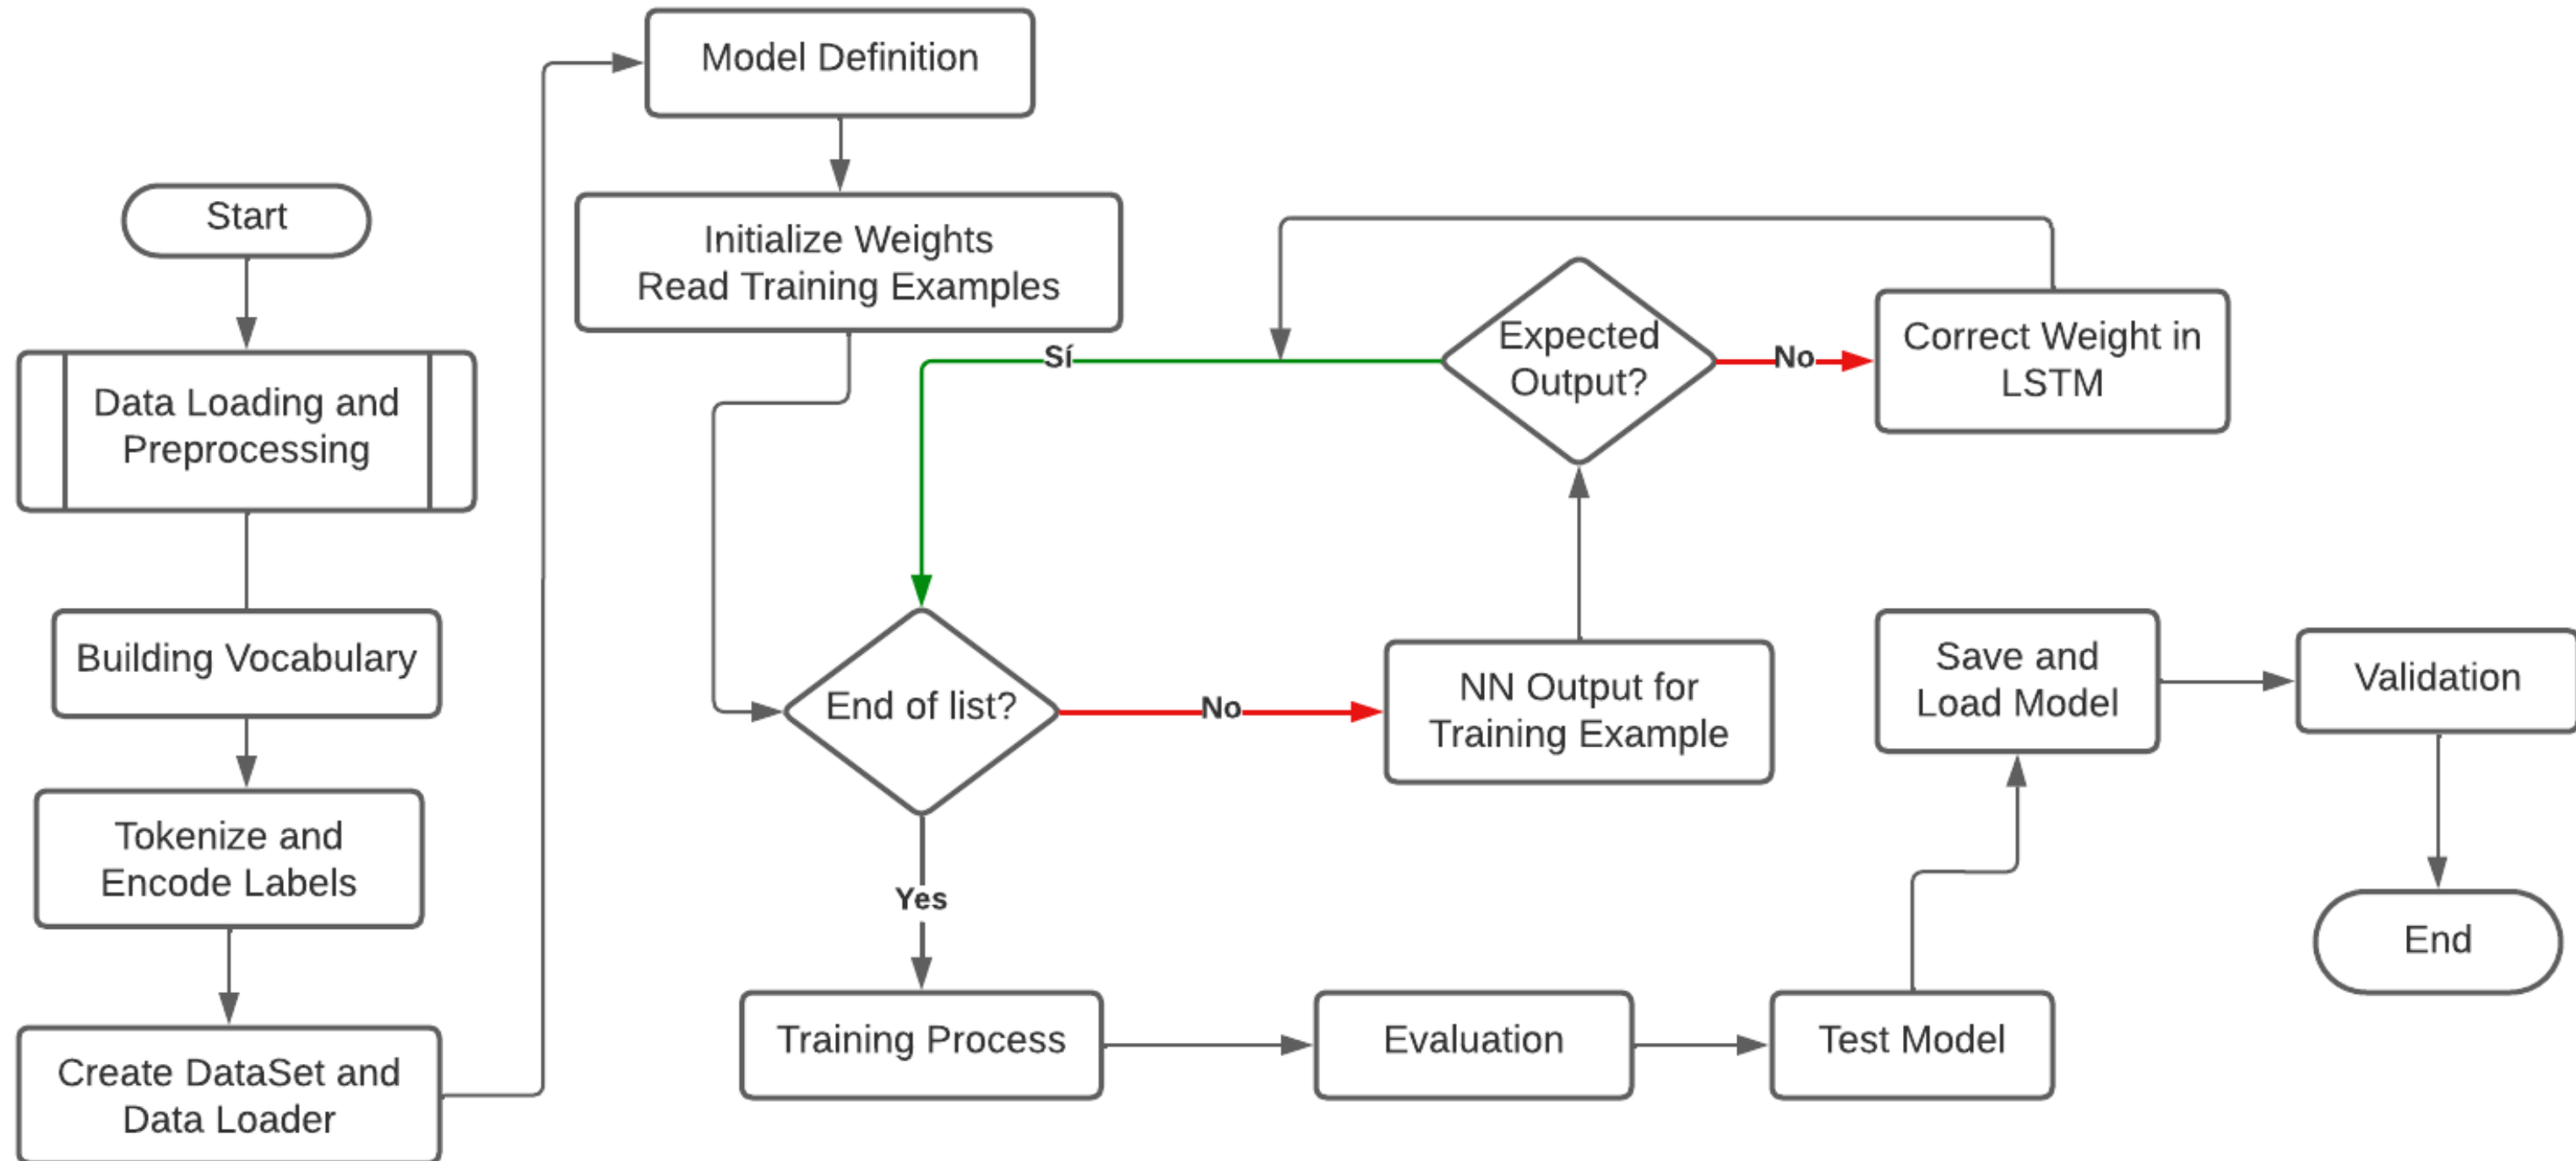 Start
Data Loading and
Preprocessing
Building Vocabulary
Tokenize and
Encode Labels
Create DataSet and
Data Loader
Model Definition
Initialize Weights
Read Training Examples
End of list?
No
NN Output for
Training Example
Expected
Output?
Sí
No
Correct Weight in
LSTM
Yes
Training Process
Evaluation
Test Model
Save and
Load Model
Validation
End